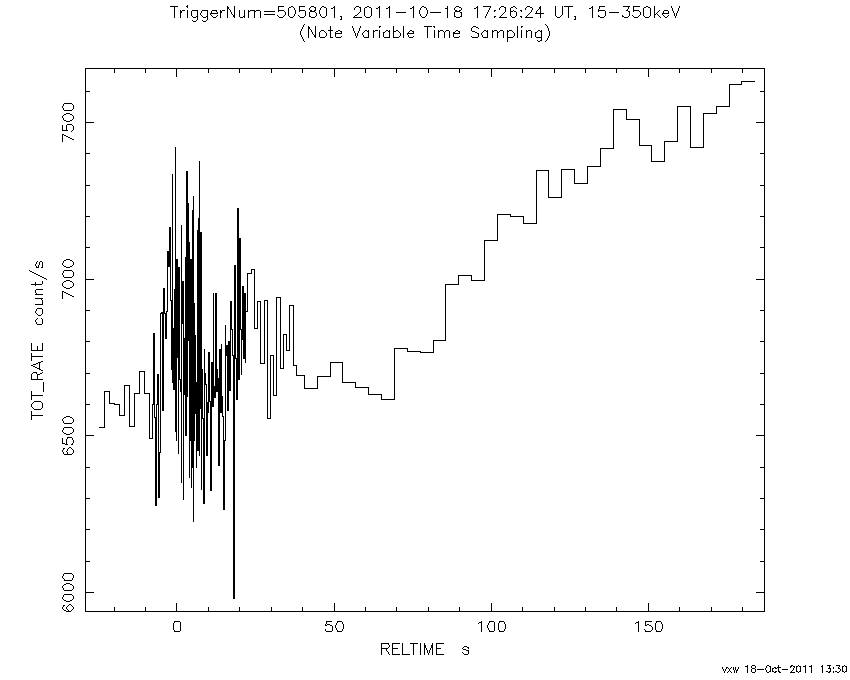 TriggerNum=505801, 2011-10-18 17:26:24 UT, 15-350keV
(Note Variable Time Sampling)
TOT_RATE count/s
7500
7000
6500
6000
0 50 100 150
RELTIME s
vxw 18-Oct-2011 13:30